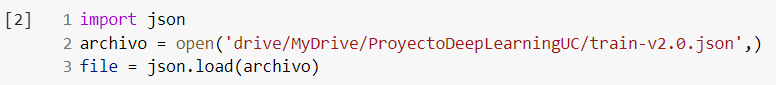 [2] 1 import json
2 archivo = open('drive/MyDrive/ProyectoDeepLearningUC/train-v2.0.json',)
3 file = json.load(archivo)